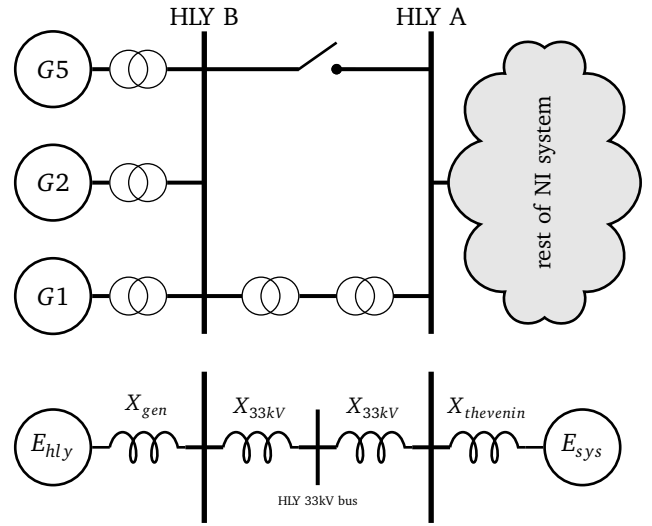 HLY B
HLY A
G5
G2
G1
rest of NI system
X_gen
X_33kV
X_33kV
X_thevenin
E_hly
E_sys
HLY 33kV bus